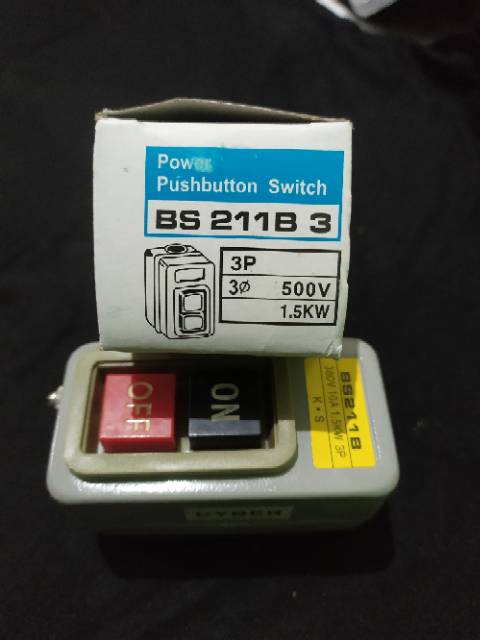 Power
Pushbutton Switch
BS 211B 3
3P
3Ø 500V
1.5KW
OFF
ON
BS211B
380V 10A 1.5KW 3P
K·S